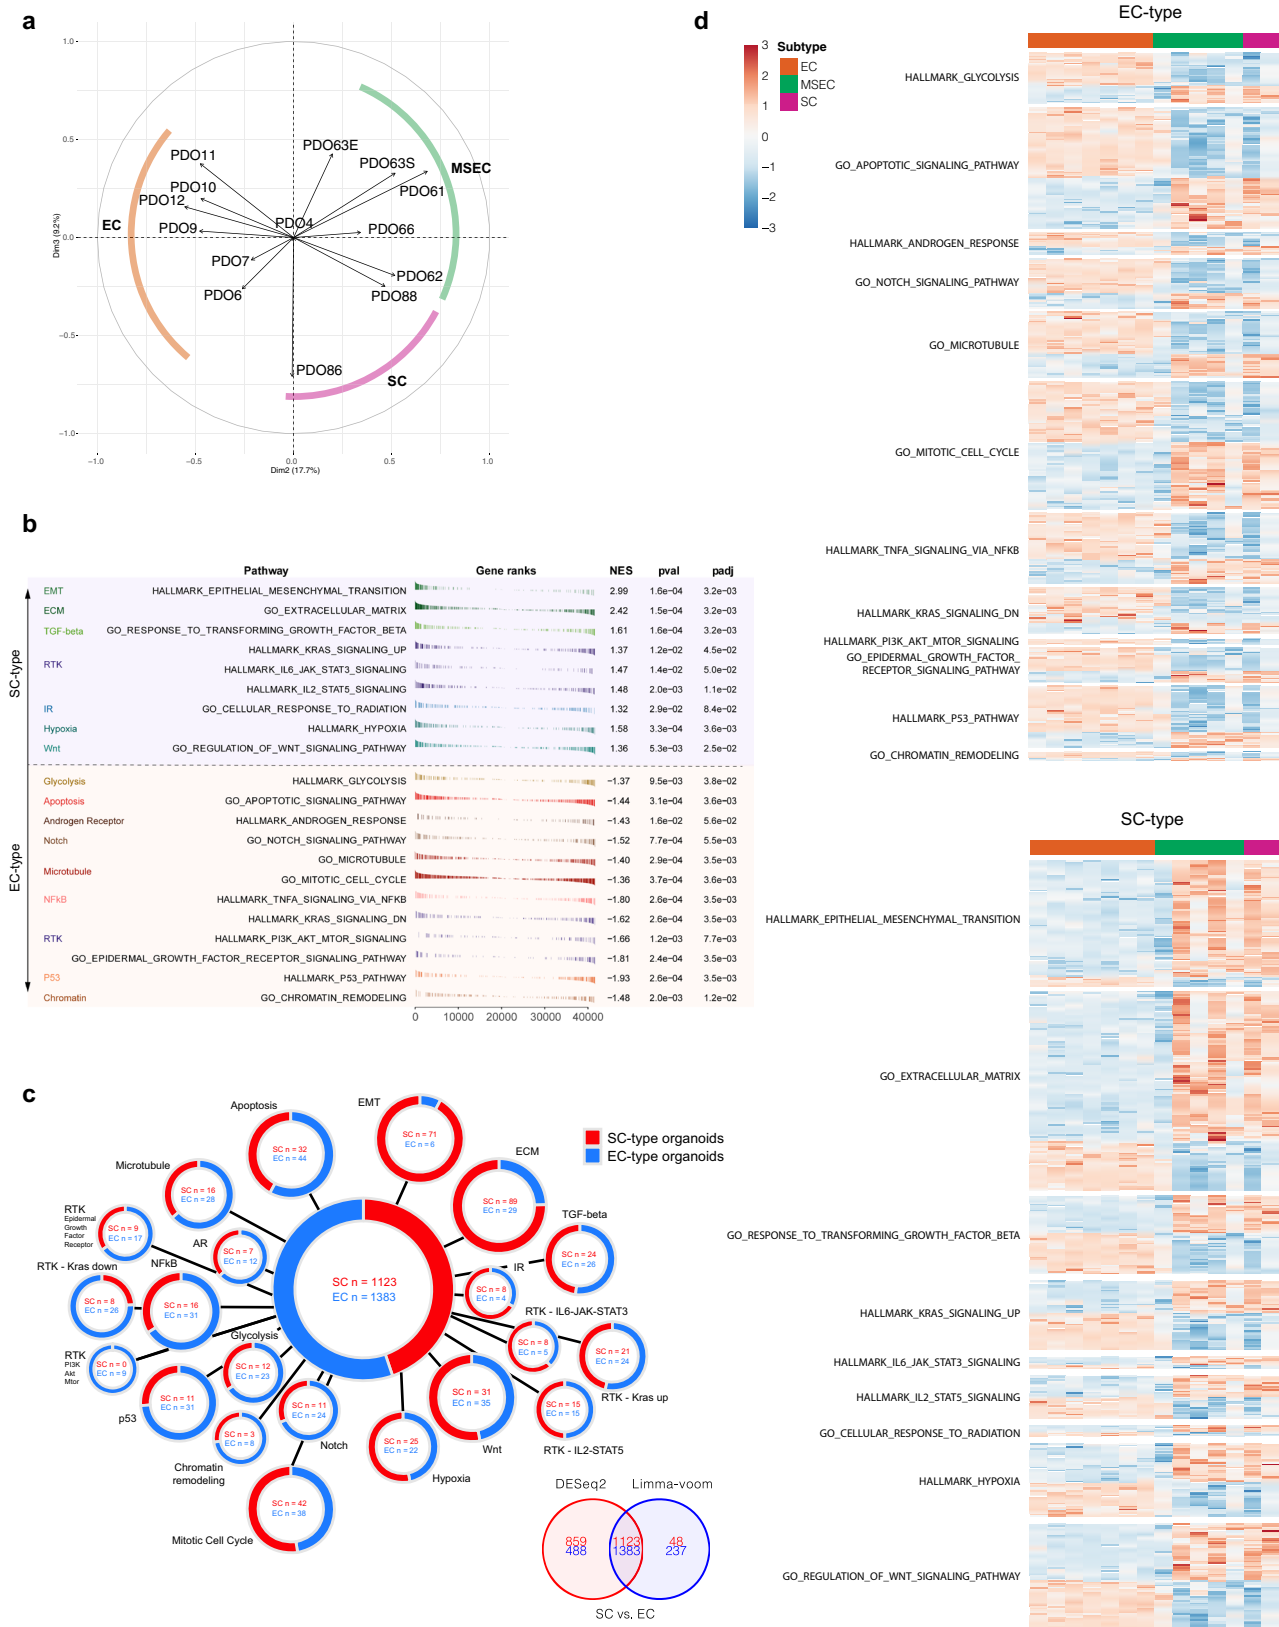 a
1.0
0.5
0.0
−0.5
−1.0
Dim3 (9.2%)
−1.0
−0.5
0.0
0.5
1.0
Dim2 (17.7%)
PDO11
PDO10
PDO12
PDO9
PDO7
PDO6
PDO4
PDO63E
PDO63S
PDO61
PDO66
PDO62
PDO88
PDO86
EC
MSEC
SC
b
Pathway Gene ranks NES pval padj
SC-type
EMT HALLMARK_EPITHELIAL_MESENCHYMAL_TRANSITION 2.99 1.6e−04 3.2e−03
ECM GO_EXTRACELLULAR_MATRIX 2.42 1.5e−04 3.2e−03
TGF-beta GO_RESPONSE_TO_TRANSFORMING_GROWTH_FACTOR_BETA 1.61 1.6e−04 3.2e−03
HALLMARK_KRAS_SIGNALING_UP 1.37 1.2e−02 4.5e−02
RTK HALLMARK_IL6_JAK_STAT3_SIGNALING 1.47 1.4e−02 5.0e−02
HALLMARK_IL2_STAT5_SIGNALING 1.48 2.0e−03 1.1e−02
IR GO_CELLULAR_RESPONSE_TO_RADIATION 1.32 2.9e−02 8.4e−02
Hypoxia HALLMARK_HYPOXIA 1.58 3.3e−04 3.6e−03
Wnt GO_REGULATION_OF_WNT_SIGNALING_PATHWAY 1.36 5.3e−03 2.5e−02
EC-type
Glycolysis HALLMARK_GLYCOLYSIS −1.37 9.5e−03 3.8e−02
Apoptosis GO_APOPTOTIC_SIGNALING_PATHWAY −1.44 3.1e−04 3.6e−03
Androgen Receptor HALLMARK_ANDROGEN_RESPONSE −1.43 1.6e−02 5.6e−02
Notch GO_NOTCH_SIGNALING_PATHWAY −1.52 7.7e−04 5.5e−03
GO_MICROTUBULE −1.40 2.9e−04 3.5e−03
Microtubule GO_MITOTIC_CELL_CYCLE −1.36 3.7e−04 3.6e−03
NFkB HALLMARK_TNFA_SIGNALING_VIA_NFKB −1.80 2.6e−04 3.5e−03
HALLMARK_KRAS_SIGNALING_DN −1.62 2.6e−04 3.5e−03
RTK HALLMARK_PI3K_AKT_MTOR_SIGNALING −1.66 1.2e−03 7.7e−03
GO_EPIDERMAL_GROWTH_FACTOR_RECEPTOR_SIGNALING_PATHWAY −1.81 2.4e−04 3.5e−03
P53 HALLMARK_P53_PATHWAY −1.93 2.6e−04 3.5e−03
Chromatin GO_CHROMATIN_REMODELING −1.48 2.0e−03 1.2e−02
0 10000 20000 30000 40000
c
SC-type organoids
EC-type organoids
Apoptosis
SC n = 32
EC n = 44
EMT
SC n = 71
EC n = 6
ECM
SC n = 89
EC n = 29
Microtubule
SC n = 16
EC n = 28
TGF-beta
SC n = 24
EC n = 26
RTK
Epidermal
Growth
Factor
Receptor
SC n = 9
EC n = 17
AR
SC n = 7
EC n = 12
IR
SC n = 8
EC n = 4
RTK - Kras down
SC n = 8
EC n = 26
NFkB
SC n = 16
EC n = 31
SC n = 1123
EC n = 1383
RTK - IL6-JAK-STAT3
SC n = 8
EC n = 5
SC n = 21
EC n = 24
RTK - Kras up
RTK
PI3K
Akt
Mtor
SC n = 0
EC n = 9
Glycolysis
SC n = 12
EC n = 23
p53
SC n = 11
EC n = 31
SC n = 11
EC n = 24
Notch
SC n = 31
EC n = 35
Wnt
SC n = 15
EC n = 15
RTK - IL2-STAT5
SC n = 3
EC n = 8
Chromatin
remodeling
SC n = 25
EC n = 22
Hypoxia
SC n = 42
EC n = 38
Mitotic Cell Cycle
DESeq2 Limma-voom
859 1123 48
488 1383 237
SC vs. EC
d
3
2
1
0
−1
−2
−3
Subtype
EC
MSEC
SC
EC-type
HALLMARK_GLYCOLYSIS
GO_APOPTOTIC_SIGNALING_PATHWAY
HALLMARK_ANDROGEN_RESPONSE
GO_NOTCH_SIGNALING_PATHWAY
GO_MICROTUBULE
GO_MITOTIC_CELL_CYCLE
HALLMARK_TNFA_SIGNALING_VIA_NFKB
HALLMARK_KRAS_SIGNALING_DN
HALLMARK_PI3K_AKT_MTOR_SIGNALING
GO_EPIDERMAL_GROWTH_FACTOR_
RECEPTOR_SIGNALING_PATHWAY
HALLMARK_P53_PATHWAY
GO_CHROMATIN_REMODELING
SC-type
HALLMARK_EPITHELIAL_MESENCHYMAL_TRANSITION
GO_EXTRACELLULAR_MATRIX
GO_RESPONSE_TO_TRANSFORMING_GROWTH_FACTOR_BETA
HALLMARK_KRAS_SIGNALING_UP
HALLMARK_IL6_JAK_STAT3_SIGNALING
HALLMARK_IL2_STAT5_SIGNALING
GO_CELLULAR_RESPONSE_TO_RADIATION
HALLMARK_HYPOXIA
GO_REGULATION_OF_WNT_SIGNALING_PATHWAY